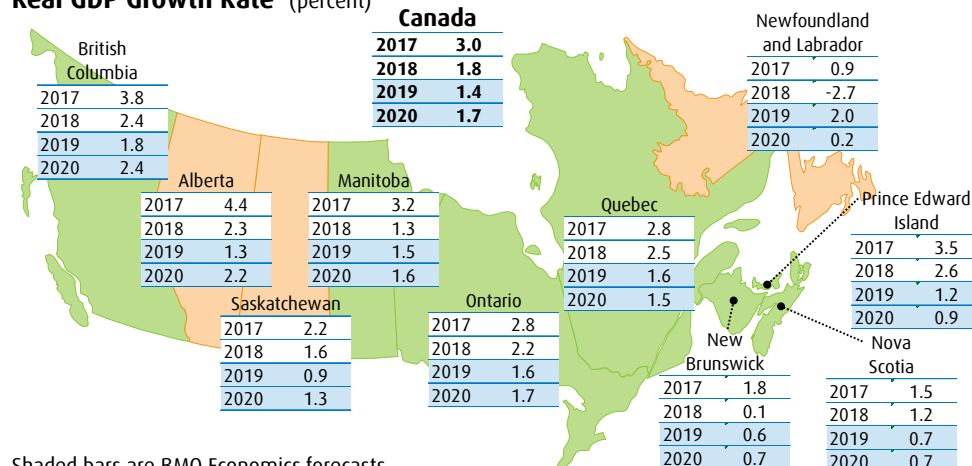 Real GDP Growth Rate (percent)
Canada
2017 3.0
2018 1.8
2019 1.4
2020 1.7
British
Columbia
2017 3.8
2018 2.4
2019 1.8
2020 2.4
Newfoundland
and Labrador
2017 0.9
2018 -2.7
2019 2.0
2020 0.2
Alberta
2017 4.4
2018 2.3
2019 1.3
2020 2.2
Manitoba
2017 3.2
2018 1.3
2019 1.5
2020 1.6
Quebec
2017 2.8
2018 2.5
2019 1.6
2020 1.5
Prince Edward
Island
2017 3.5
2018 2.6
2019 1.2
2020 0.9
Saskatchewan
2017 2.2
2018 1.6
2019 0.9
2020 1.3
Ontario
2017 2.8
2018 2.2
2019 1.6
2020 1.7
New
Brunswick
2017 1.8
2018 0.1
2019 0.6
2020 0.7
Nova
Scotia
2017 1.5
2018 1.2
2019 0.7
2020 0.7
Shaded bars are BMO Economics forecasts